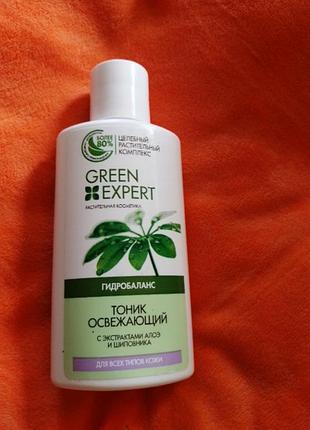 БОЛЕЕ
80%
ЦЕЛЕБНЫЙ
РАСТИТЕЛЬНЫЙ
КОМПЛЕКС
GREEN
EXPERT
РАСТИТЕЛЬНАЯ КОСМЕТИКА
ГИДРОБАЛАНС
ТОНИК
ОСВЕЖАЮЩИЙ
С ЭКСТРАКТАМИ АЛОЭ
И ШИПОВНИКА
ДЛЯ ВСЕХ ТИПОВ КОЖИ